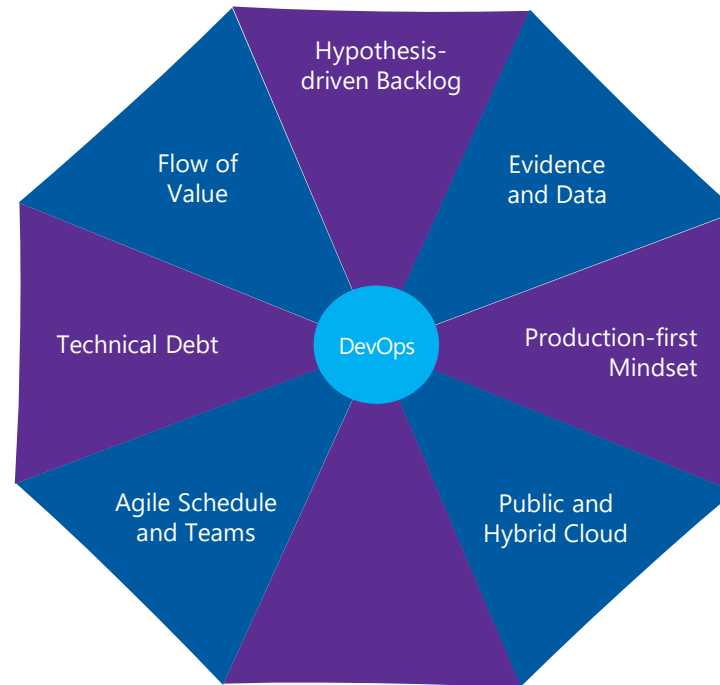 Hypothesis-
driven Backlog
Flow of
Value
Evidence
and Data
Technical Debt
DevOps
Production-first
Mindset
Agile Schedule
and Teams
Public and
Hybrid Cloud